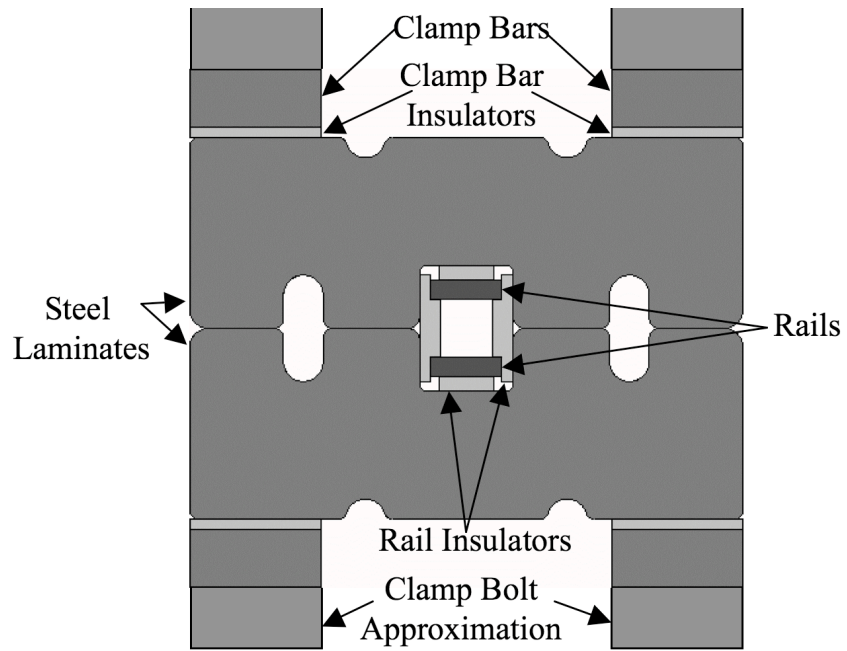 Clamp Bars
Clamp Bar
Insulators
Steel
Laminates
Rails
Rail Insulators
Clamp Bolt
Approximation